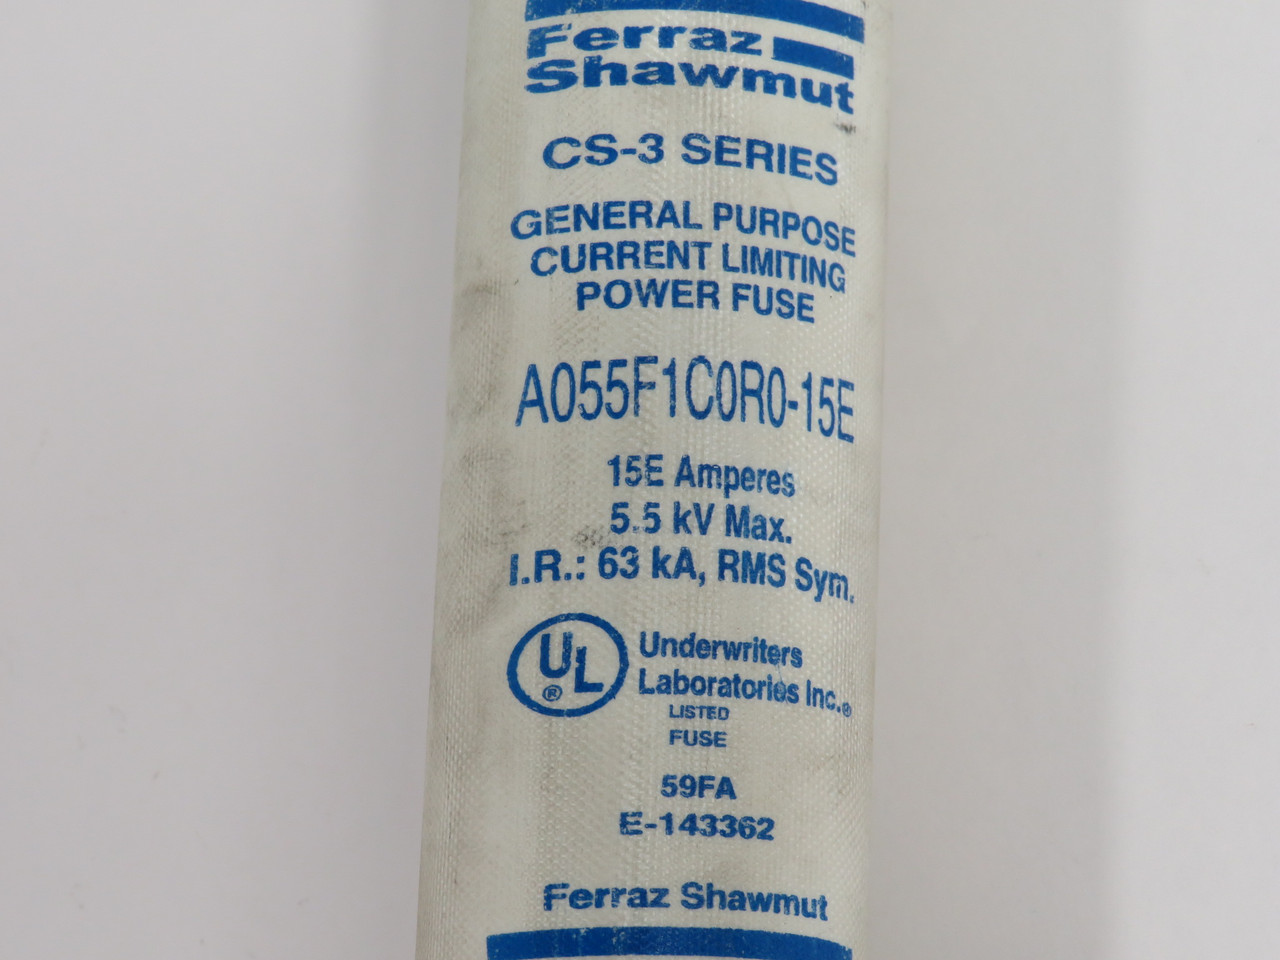 Ferraz
Shawmut
CS-3 SERIES
GENERAL PURPOSE
CURRENT LIMITING
POWER FUSE
A055F1C0R0-15E
15E Amperes
5.5 kV Max.
I.R.: 63 kA, RMS Sym.
UL®
Underwriters
Laboratories Inc.®
LISTED
FUSE
59FA
E-143362
Ferraz Shawmut